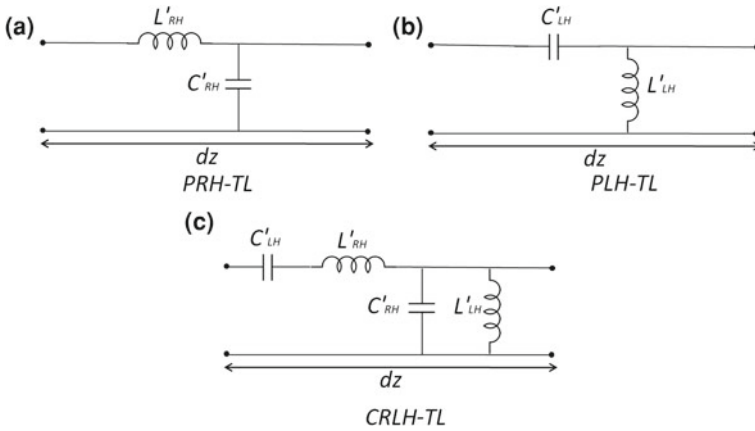 (a)
L'RH
C'RH
dz
PRH-TL
(b)
C'LH
L'LH
dz
PLH-TL
(c)
C'LH
L'RH
C'RH
L'LH
dz
CRLH-TL